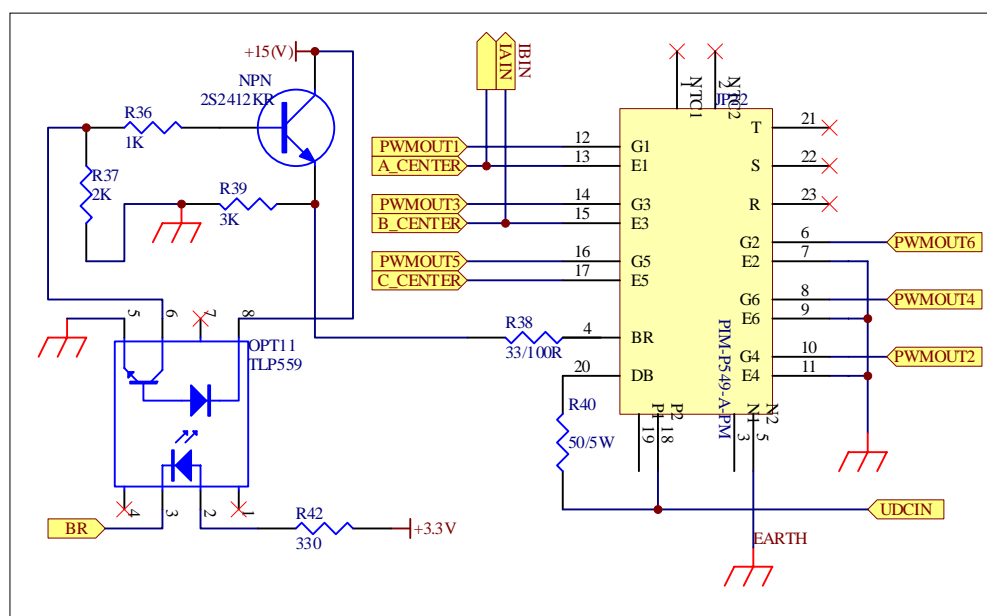 +15(V)
NPN
2S2412KR
R36
1K
R37
2K
R39
3K
IAIN
IBIN
NTC1
1
NTC2
2
PWMOUT1
12
G1
A_CENTER
13
E1
PWMOUT3
14
G3
B_CENTER
15
E3
PWMOUT5
16
G5
C_CENTER
17
E5
T
21
S
22
R
23
G2
6
PWMOUT6
E2
7
G6
8
PWMOUT4
E6
9
G4
10
PWMOUT2
E4
11
R38
33/100R
4
BR
20
DB
R40
50/5W
PIM-P549-A-PM
P1
19
P2
18
N1
3
N2
5
UDCIN
EARTH
5
6
7
8
OPT11
TLP559
4
3
2
1
BR
R42
330
+3.3V